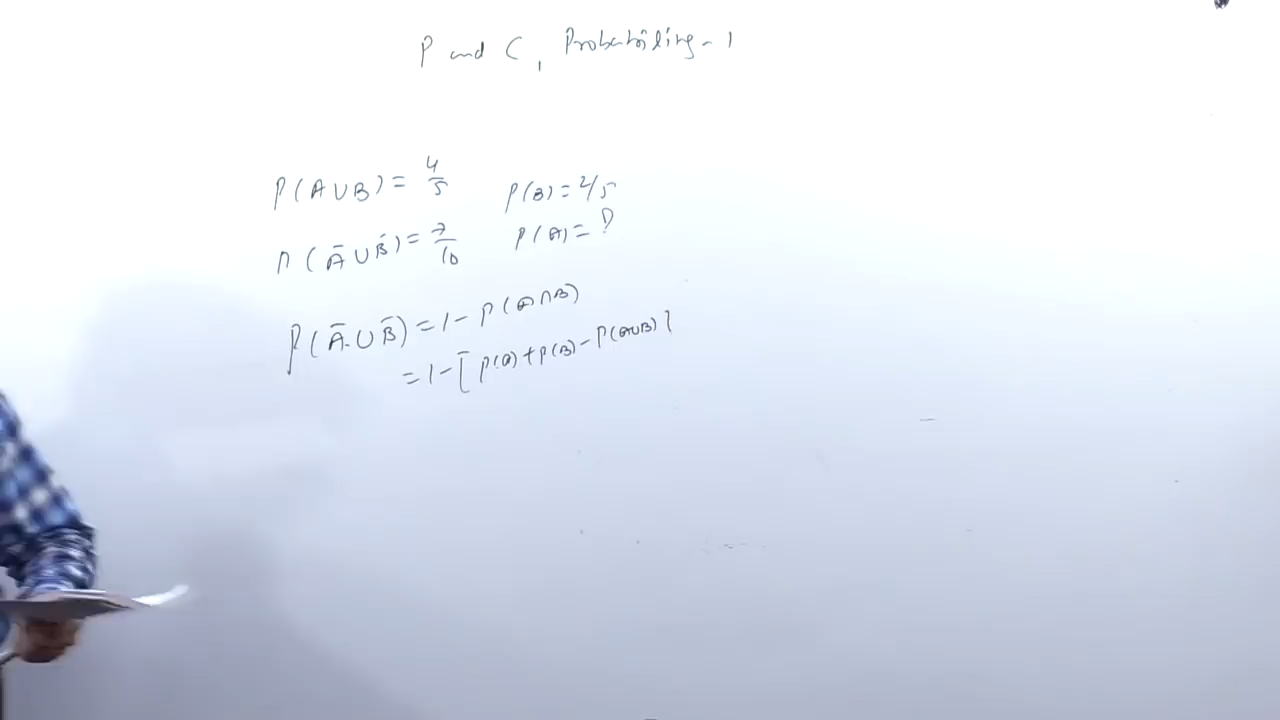 P and C, Probability - 1
P(A∪B) = 4/5 P(B) = 2/5
P(Ā∪B̄) = 7/10 P(A) = ?
P(Ā∪B̄) = 1 - P(A∩B)
= 1 - [P(A) + P(B) - P(A∪B)]